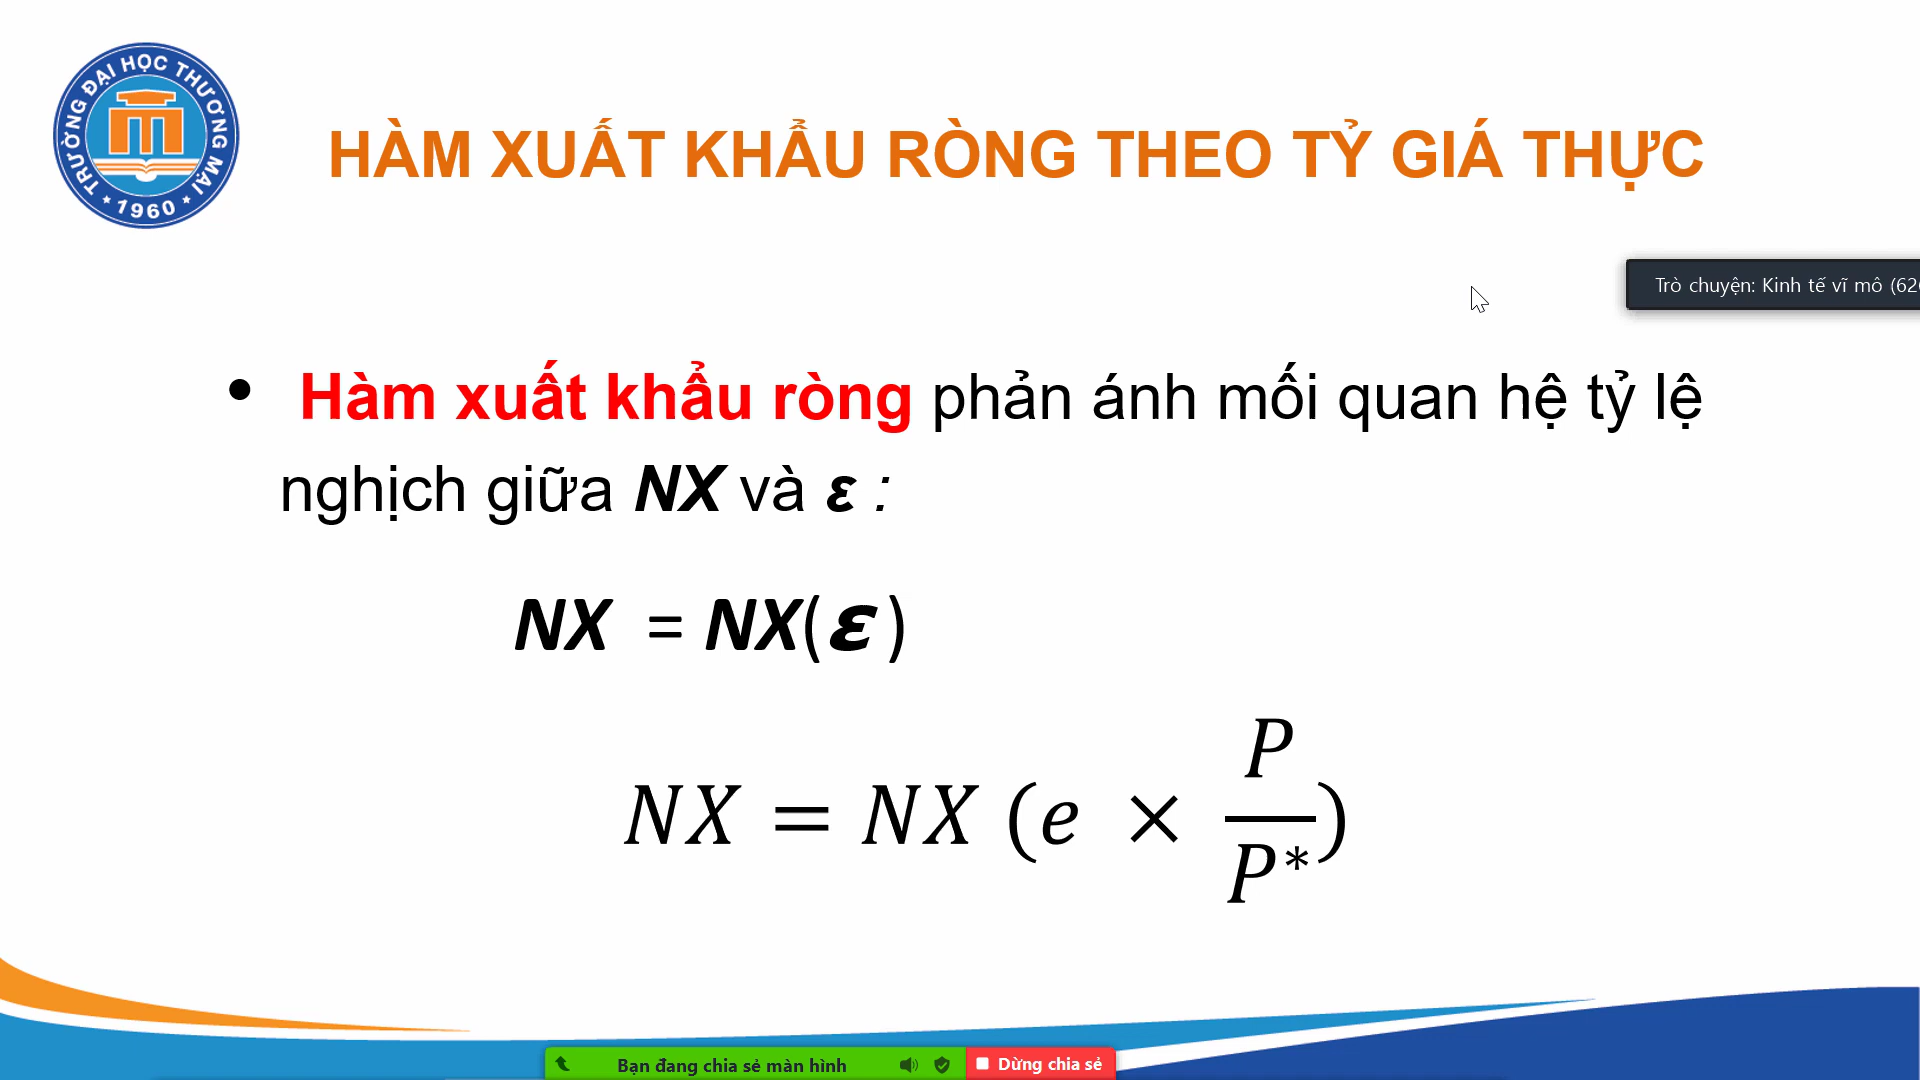 TRƯỜNG ĐẠI HỌC THƯƠNG MẠI
* 1960 *
HÀM XUẤT KHẨU RÒNG THEO TỶ GIÁ THỰC
Trò chuyện: Kinh tế vĩ mô (62
• Hàm xuất khẩu ròng phản ánh mối quan hệ tỷ lệ
nghịch giữa NX và ε :
NX = NX(ε)
NX = NX (e × P/P*)
Bạn đang chia sẻ màn hình
Dừng chia sẻ